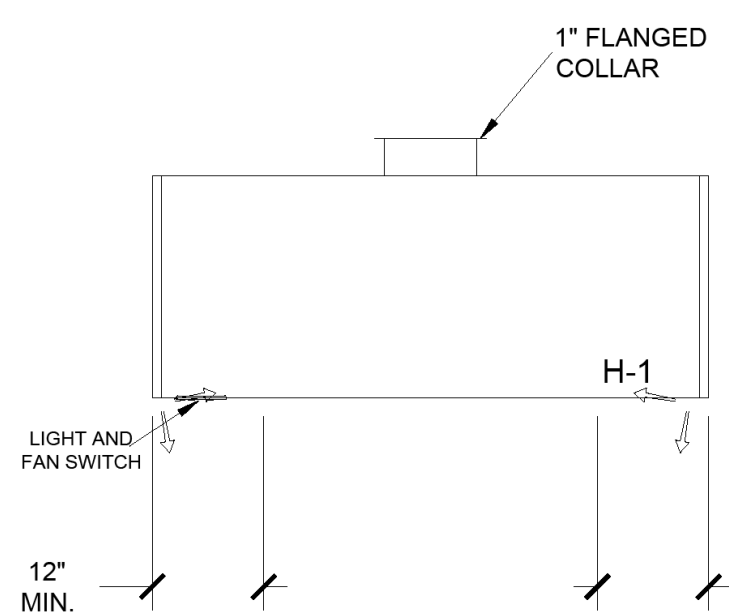 1" FLANGED
COLLAR
H-1
LIGHT AND
FAN SWITCH
12"
MIN.